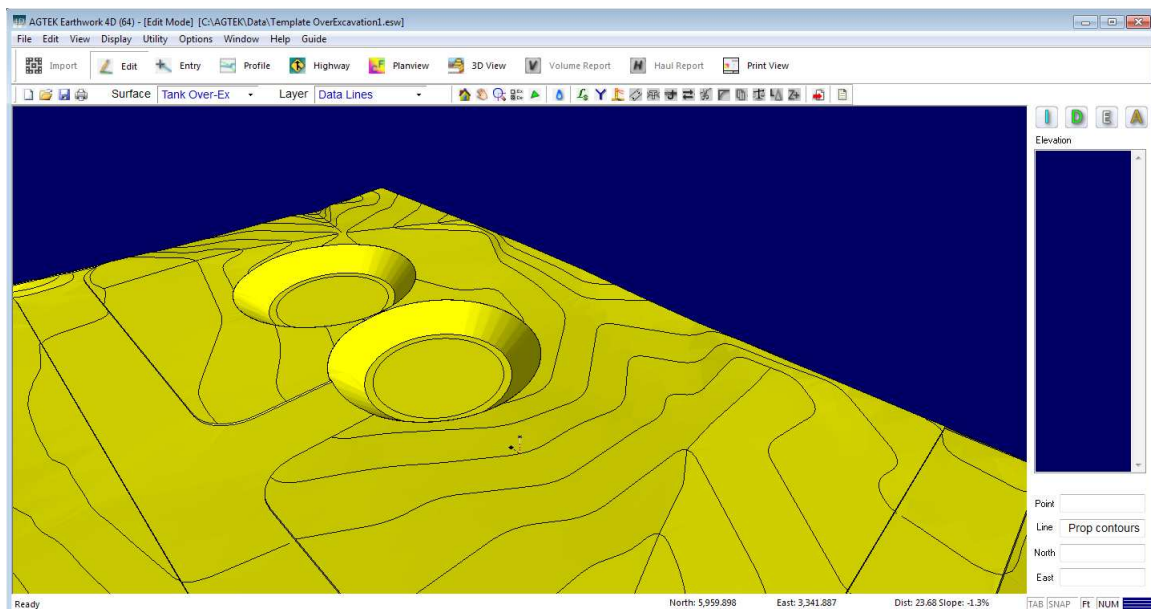 AGTEK Earthwork 4D (64) - [Edit Mode] [C:\AGTEK\Data\Template OverExcavation1.esw]
File Edit View Display Utility Options Window Help Guide
Import Edit Entry Profile Highway Planview 3D View V Volume Report H Haul Report Print View
Surface Tank Over-Ex Layer Data Lines
I D E A
Elevation
Point
Line Prop contours
North
East
Ready North: 5,959.898 East: 3,341.887 Dist: 23.68 Slope: -1.3% TAB SNAP Ft NUM